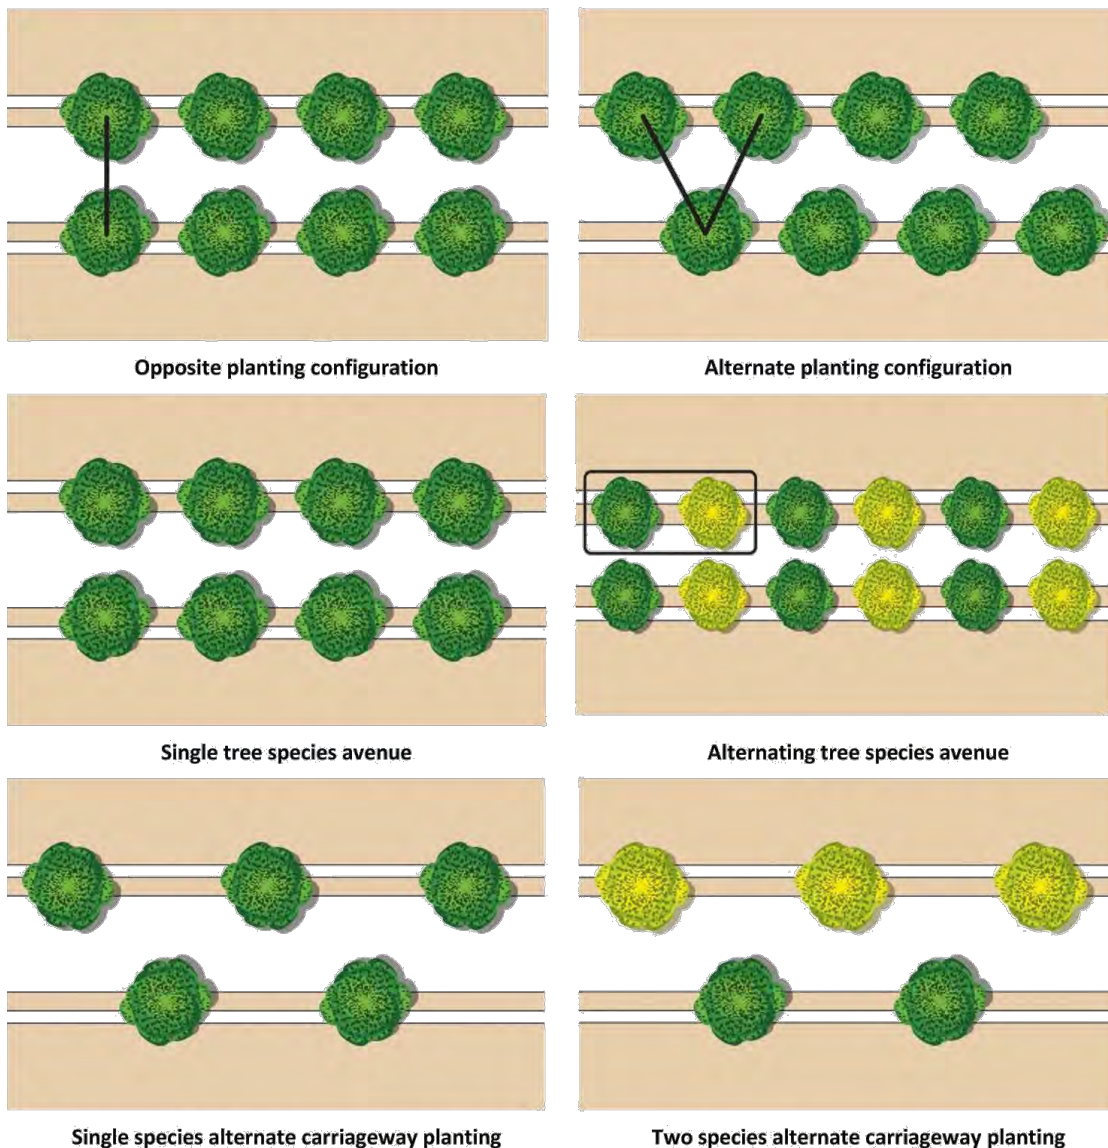 Opposite planting configuration
Alternate planting configuration
Single tree species avenue
Alternating tree species avenue
Single species alternate carriageway planting
Two species alternate carriageway planting